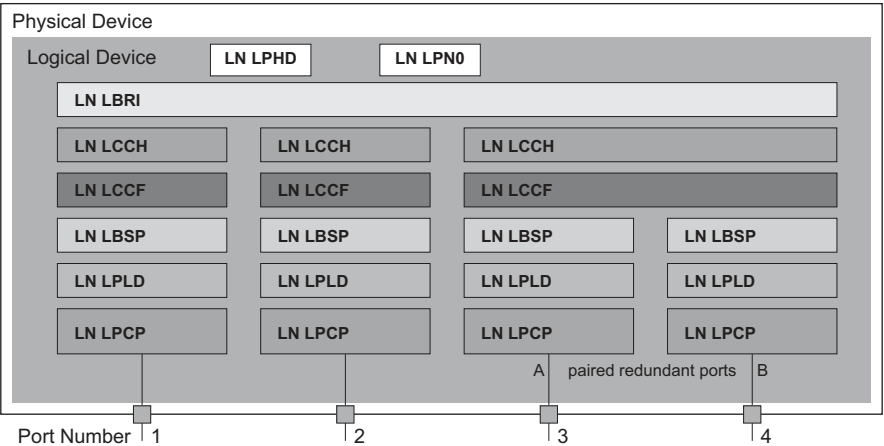 Physical Device
Logical Device LN LPHD LN LPN0
LN LBRI
LN LCCH LN LCCH LN LCCH
LN LCCF LN LCCF LN LCCF
LN LBSP LN LBSP LN LBSP LN LBSP
LN LPLD LN LPLD LN LPLD LN LPLD
LN LPCP LN LPCP LN LPCP LN LPCP
A paired redundant ports B
Port Number 1 2 3 4